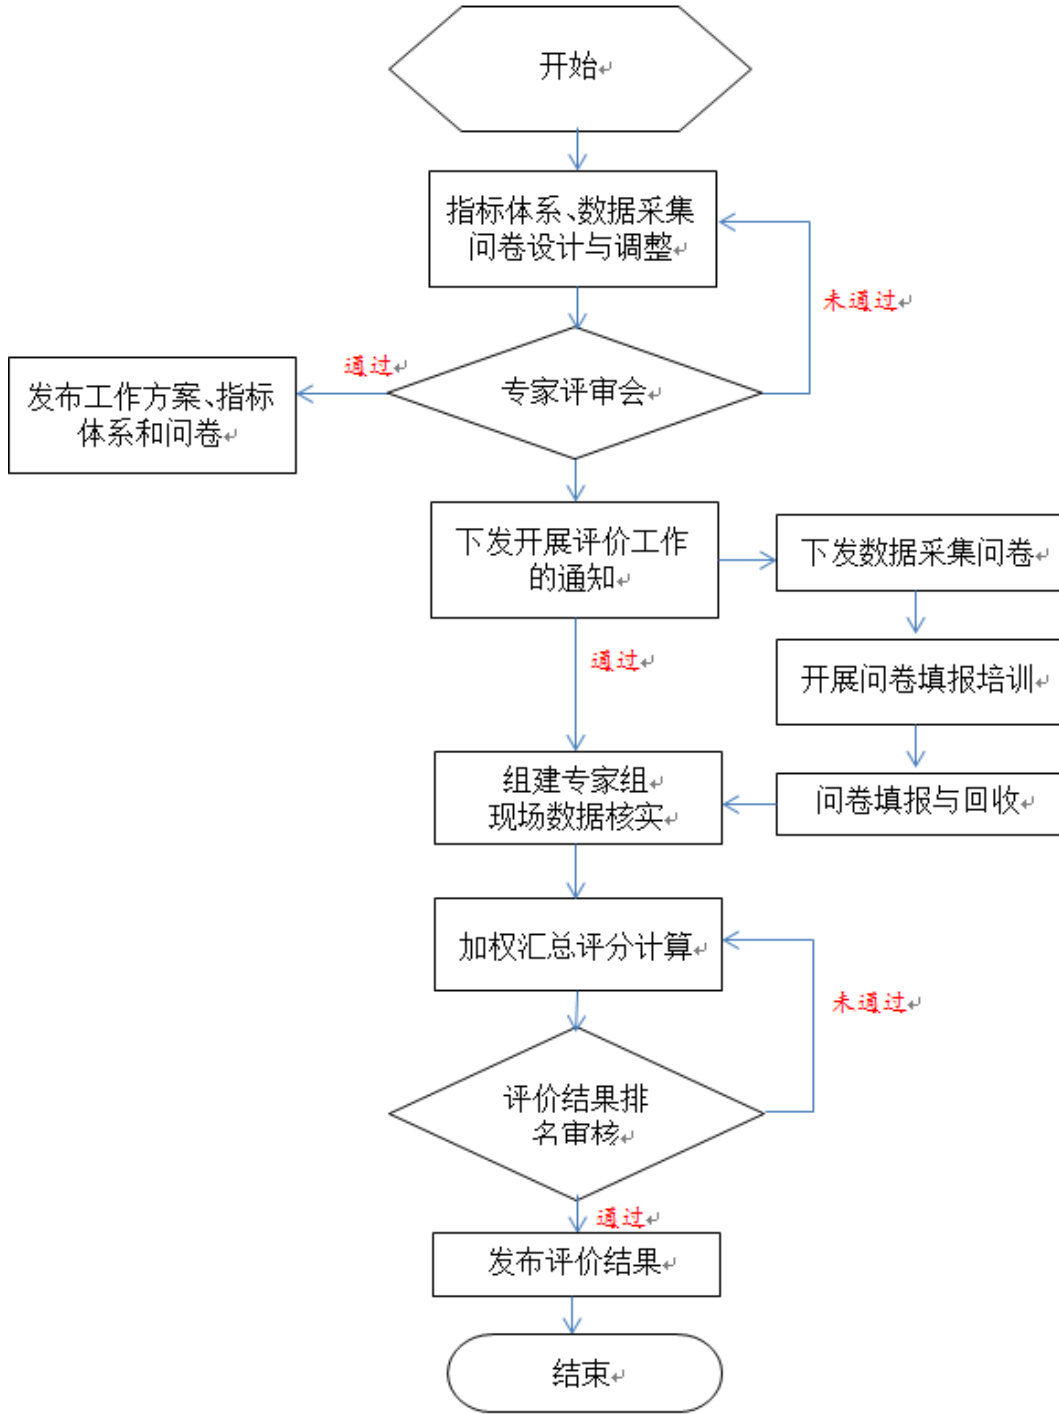 开始
指标体系、数据采集
问卷设计与调整
未通过
通过
专家评审会
发布工作方案、指标
体系和问卷
下发开展评价工作
的通知
下发数据采集问卷
通过
开展问卷填报培训
组建专家组
现场数据核实
问卷填报与回收
加权汇总评分计算
未通过
评价结果排
名审核
通过
发布评价结果
结束